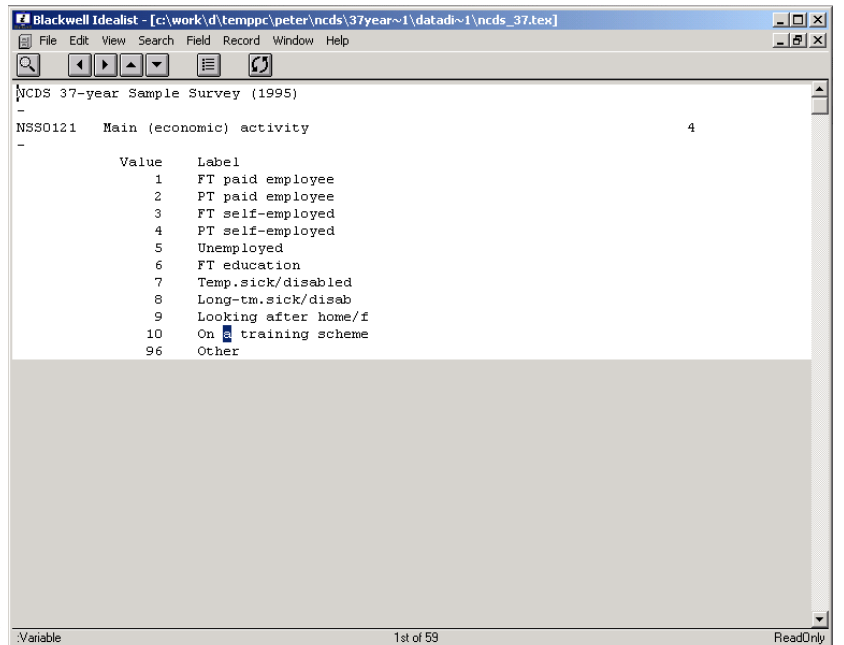 Blackwell Idealist - [c:\work\d\temppc\peter\ncds\37year~1\datadi~1\ncds_37.tex]
File Edit View Search Field Record Window Help
NCDS 37-year Sample Survey (1995)
-
NSS0121 Main (economic) activity 4
-
Value Label
1 FT paid employee
2 PT paid employee
3 FT self-employed
4 PT self-employed
5 Unemployed
6 FT education
7 Temp.sick/disabled
8 Long-tm.sick/disab
9 Looking after home/f
10 On a training scheme
96 Other
:Variable 1st of 59 ReadOnly